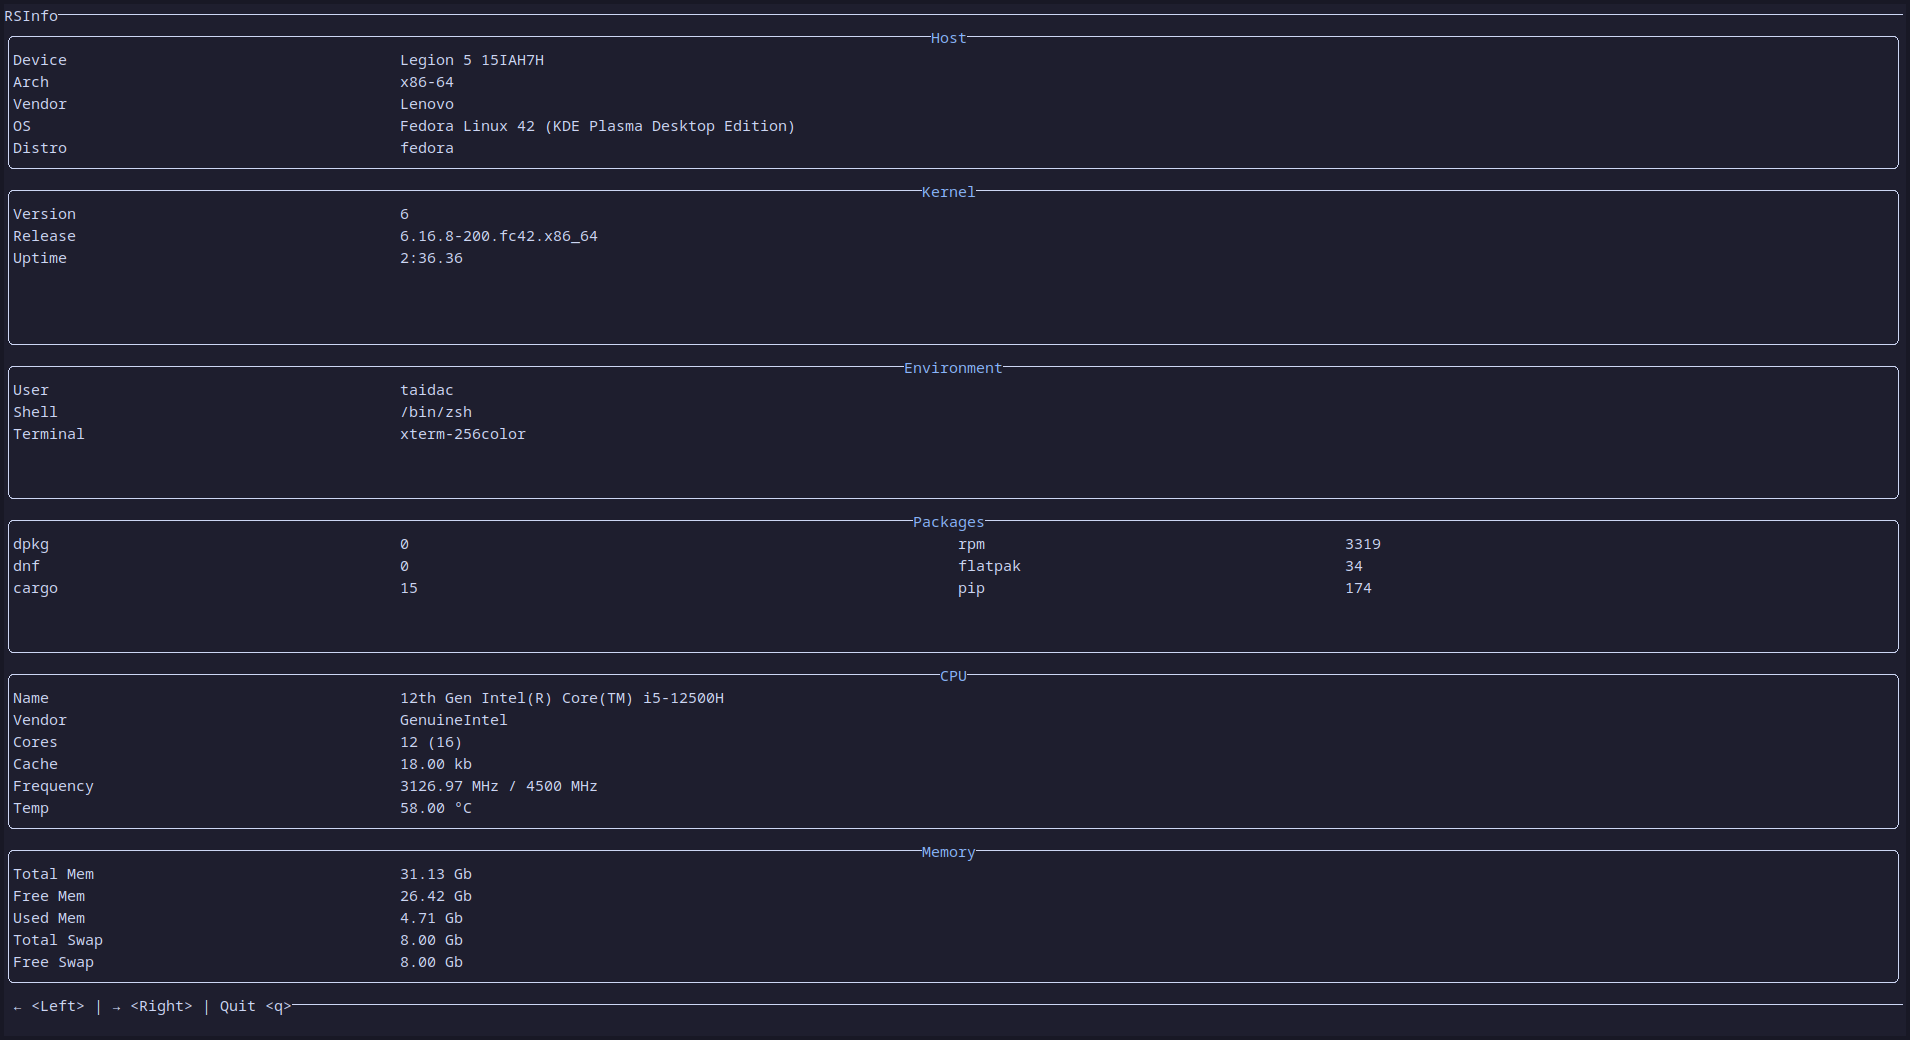 RSInfo
Host
Device Legion 5 15IAH7H
Arch x86-64
Vendor Lenovo
OS Fedora Linux 42 (KDE Plasma Desktop Edition)
Distro fedora
Kernel
Version 6
Release 6.16.8-200.fc42.x86_64
Uptime 2:36.36
Environment
User taidac
Shell /bin/zsh
Terminal xterm-256color
Packages
dpkg 0 rpm 3319
dnf 0 flatpak 34
cargo 15 pip 174
CPU
Name 12th Gen Intel(R) Core(TM) i5-12500H
Vendor GenuineIntel
Cores 12 (16)
Cache 18.00 kb
Frequency 3126.97 MHz / 4500 MHz
Temp 58.00 °C
Memory
Total Mem 31.13 Gb
Free Mem 26.42 Gb
Used Mem 4.71 Gb
Total Swap 8.00 Gb
Free Swap 8.00 Gb
← <Left> | → <Right> | Quit <q>